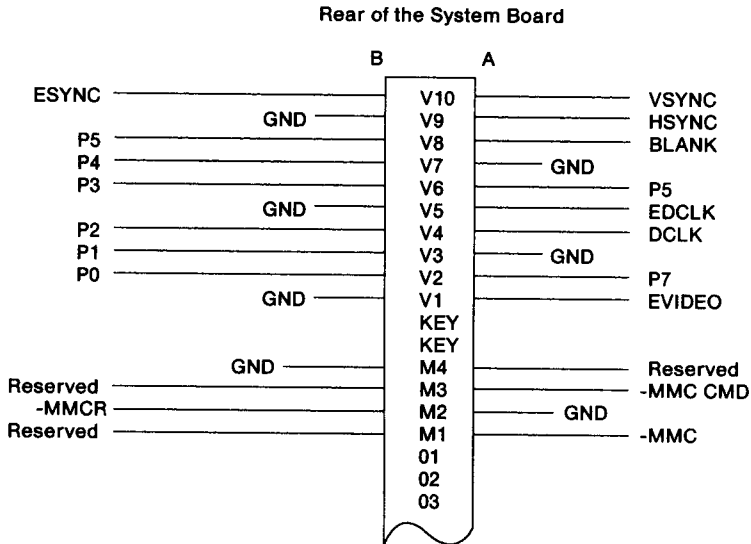 Rear of the System Board
B A
ESYNC V10 VSYNC
GND V9 HSYNC
P5 V8 BLANK
P4 V7 GND
P3 V6 P5
GND V5 EDCLK
P2 V4 DCLK
P1 V3 GND
P0 V2 P7
GND V1 EVIDEO
KEY
KEY
GND M4 Reserved
Reserved M3 -MMC CMD
-MMCR M2 GND
Reserved M1 -MMC
01
02
03